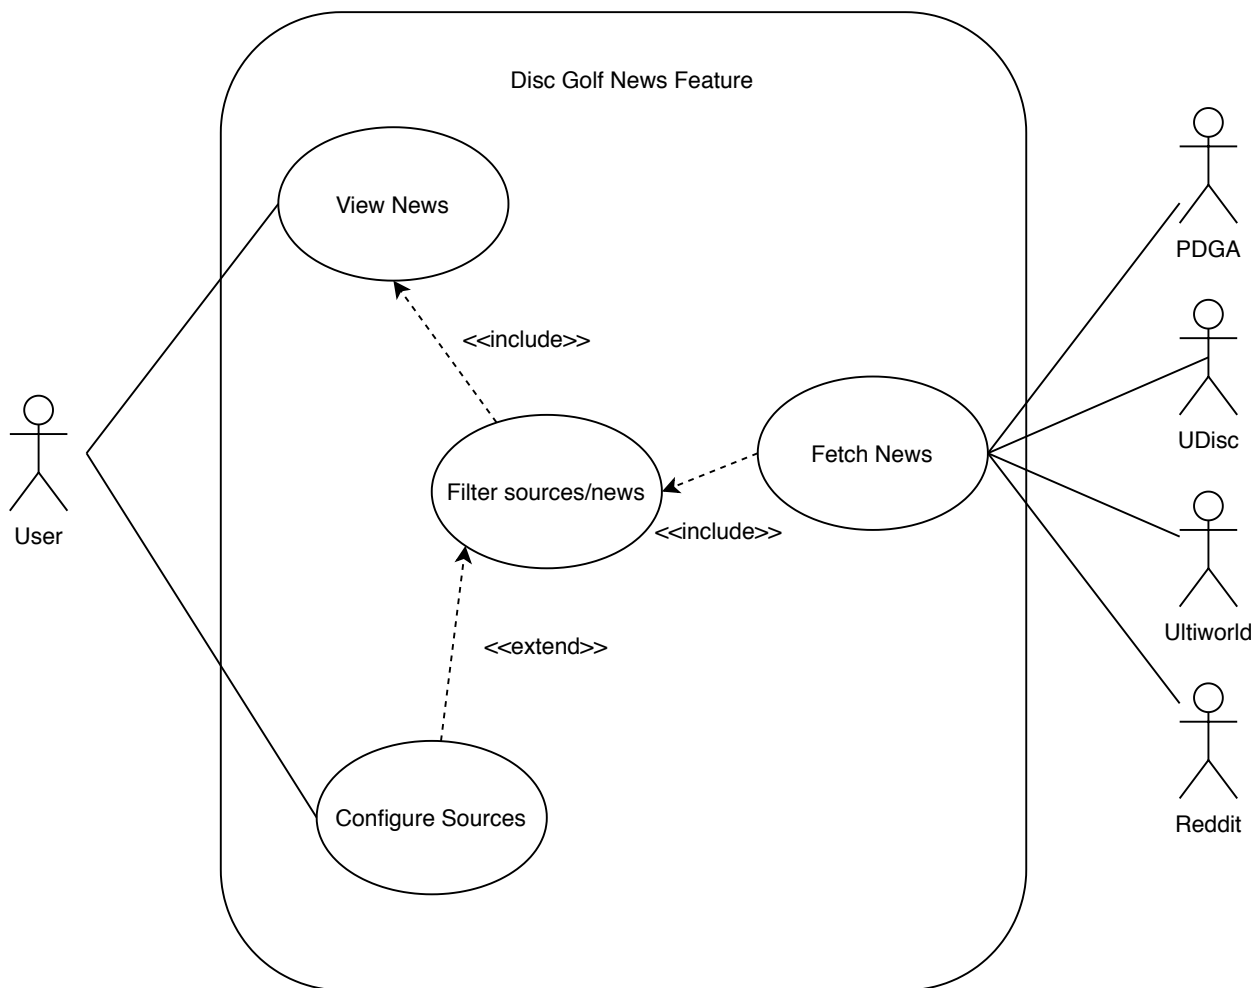 Disc Golf News Feature
View News
PDGA
<<include>>
UDisc
Fetch News
Filter sources/news
User
<<include>>
Ultiworld
<<extend>>
Configure Sources
Reddit